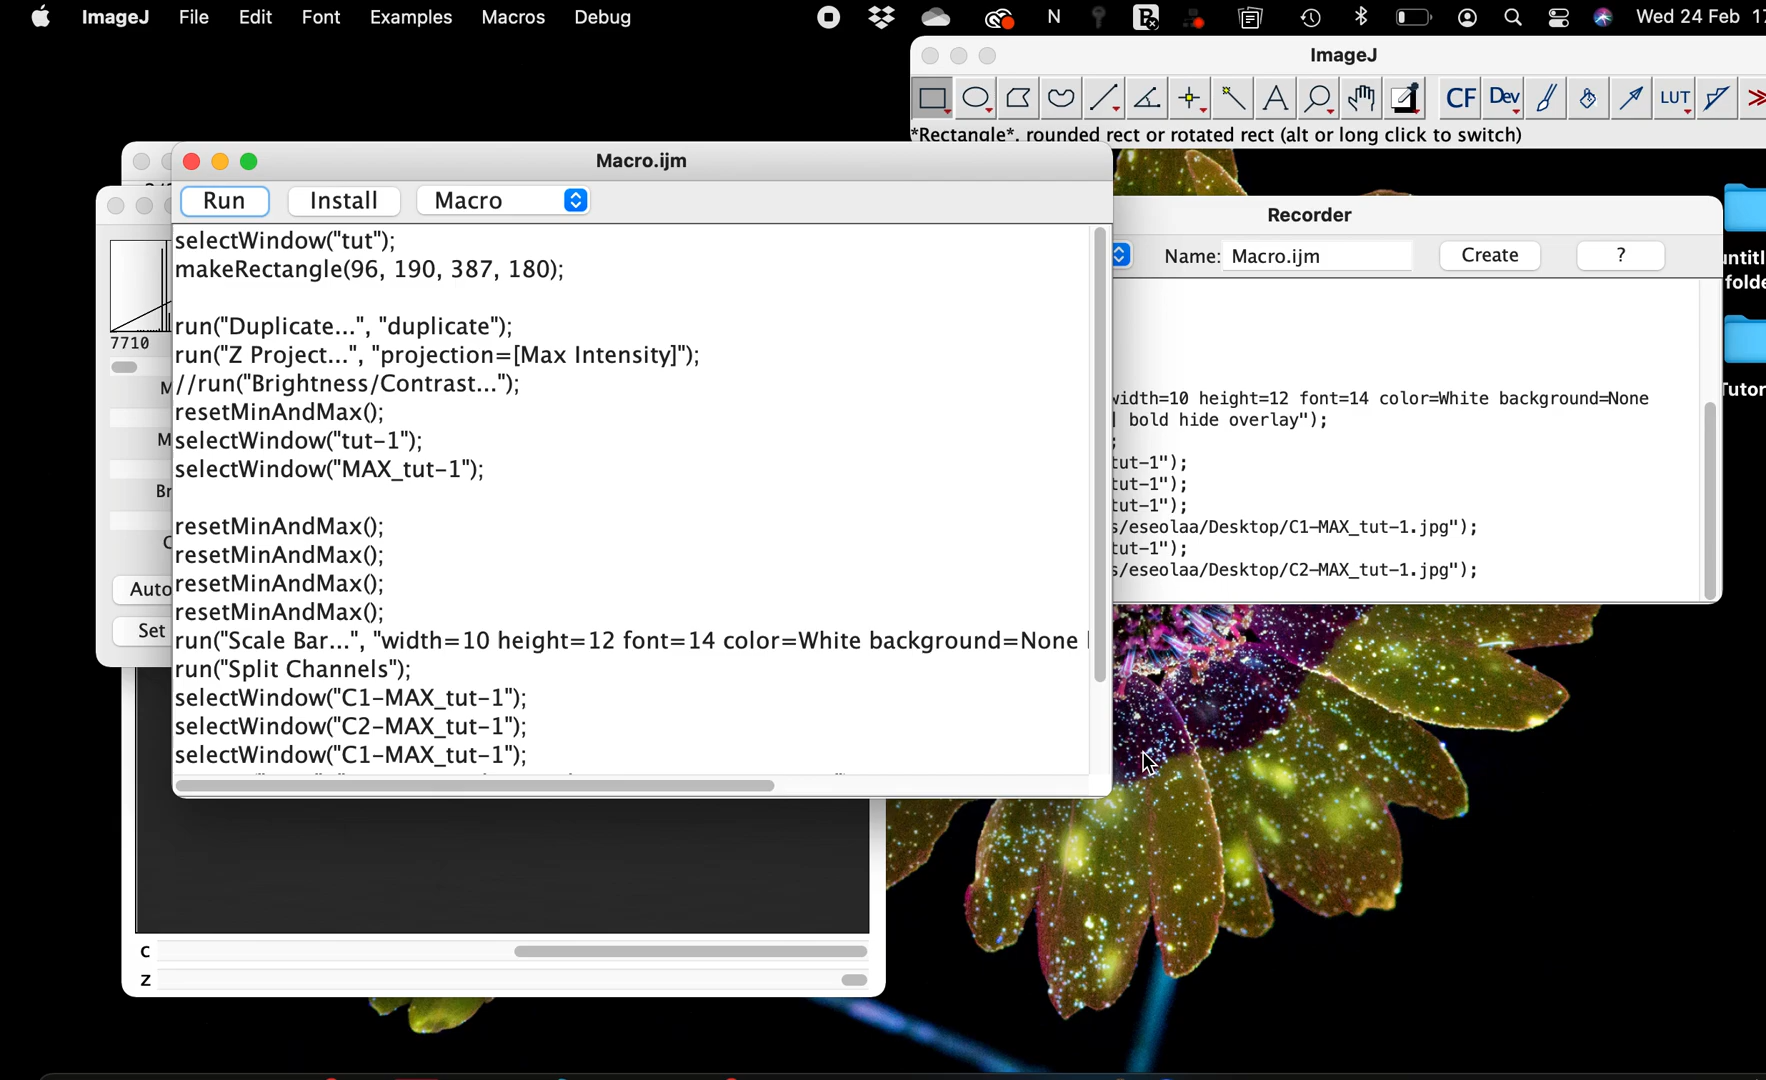 ImageJ File Edit Font Examples Macros Debug
N
Wed 24 Feb
ImageJ
CF Dev LUT
*Rectangle*, rounded rect or rotated rect (alt or long click to switch)
Macro.ijm
Run Install Macro
selectWindow("tut");
makeRectangle(96, 190, 387, 180);
run("Duplicate...", "duplicate");
run("Z Project...", "projection=[Max Intensity]");
//run("Brightness/Contrast...");
resetMinAndMax();
selectWindow("tut-1");
selectWindow("MAX_tut-1");
resetMinAndMax();
resetMinAndMax();
resetMinAndMax();
resetMinAndMax();
run("Scale Bar...", "width=10 height=12 font=14 color=White background=None
run("Split Channels");
selectWindow("C1-MAX_tut-1");
selectWindow("C2-MAX_tut-1");
selectWindow("C1-MAX_tut-1");
7710
M
M
Br
C
Auto
Set
C
Z
Recorder
Name: Macro.ijm Create ?
width=10 height=12 font=14 color=White background=None
bold hide overlay");
;
tut-1");
tut-1");
tut-1");
s/eseolaa/Desktop/C1-MAX_tut-1.jpg");
tut-1");
s/eseolaa/Desktop/C2-MAX_tut-1.jpg");
untitl
folde
Tutor